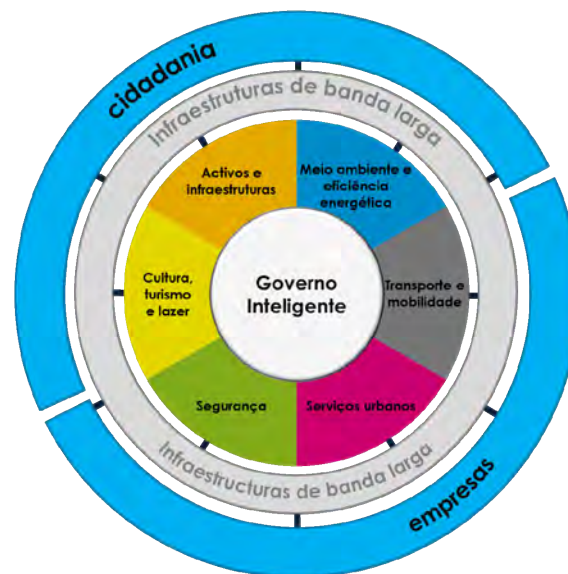 cidadania
Infraestruturas de banda larga
Activos e
infraestruturas
Meio ambiente e
eficiência
energética
Cultura,
turismo
e lazer
Governo
Inteligente
Transporte e
mobilidade
Segurança
Serviços urbanos
Infraestructuras de banda larga
empresas